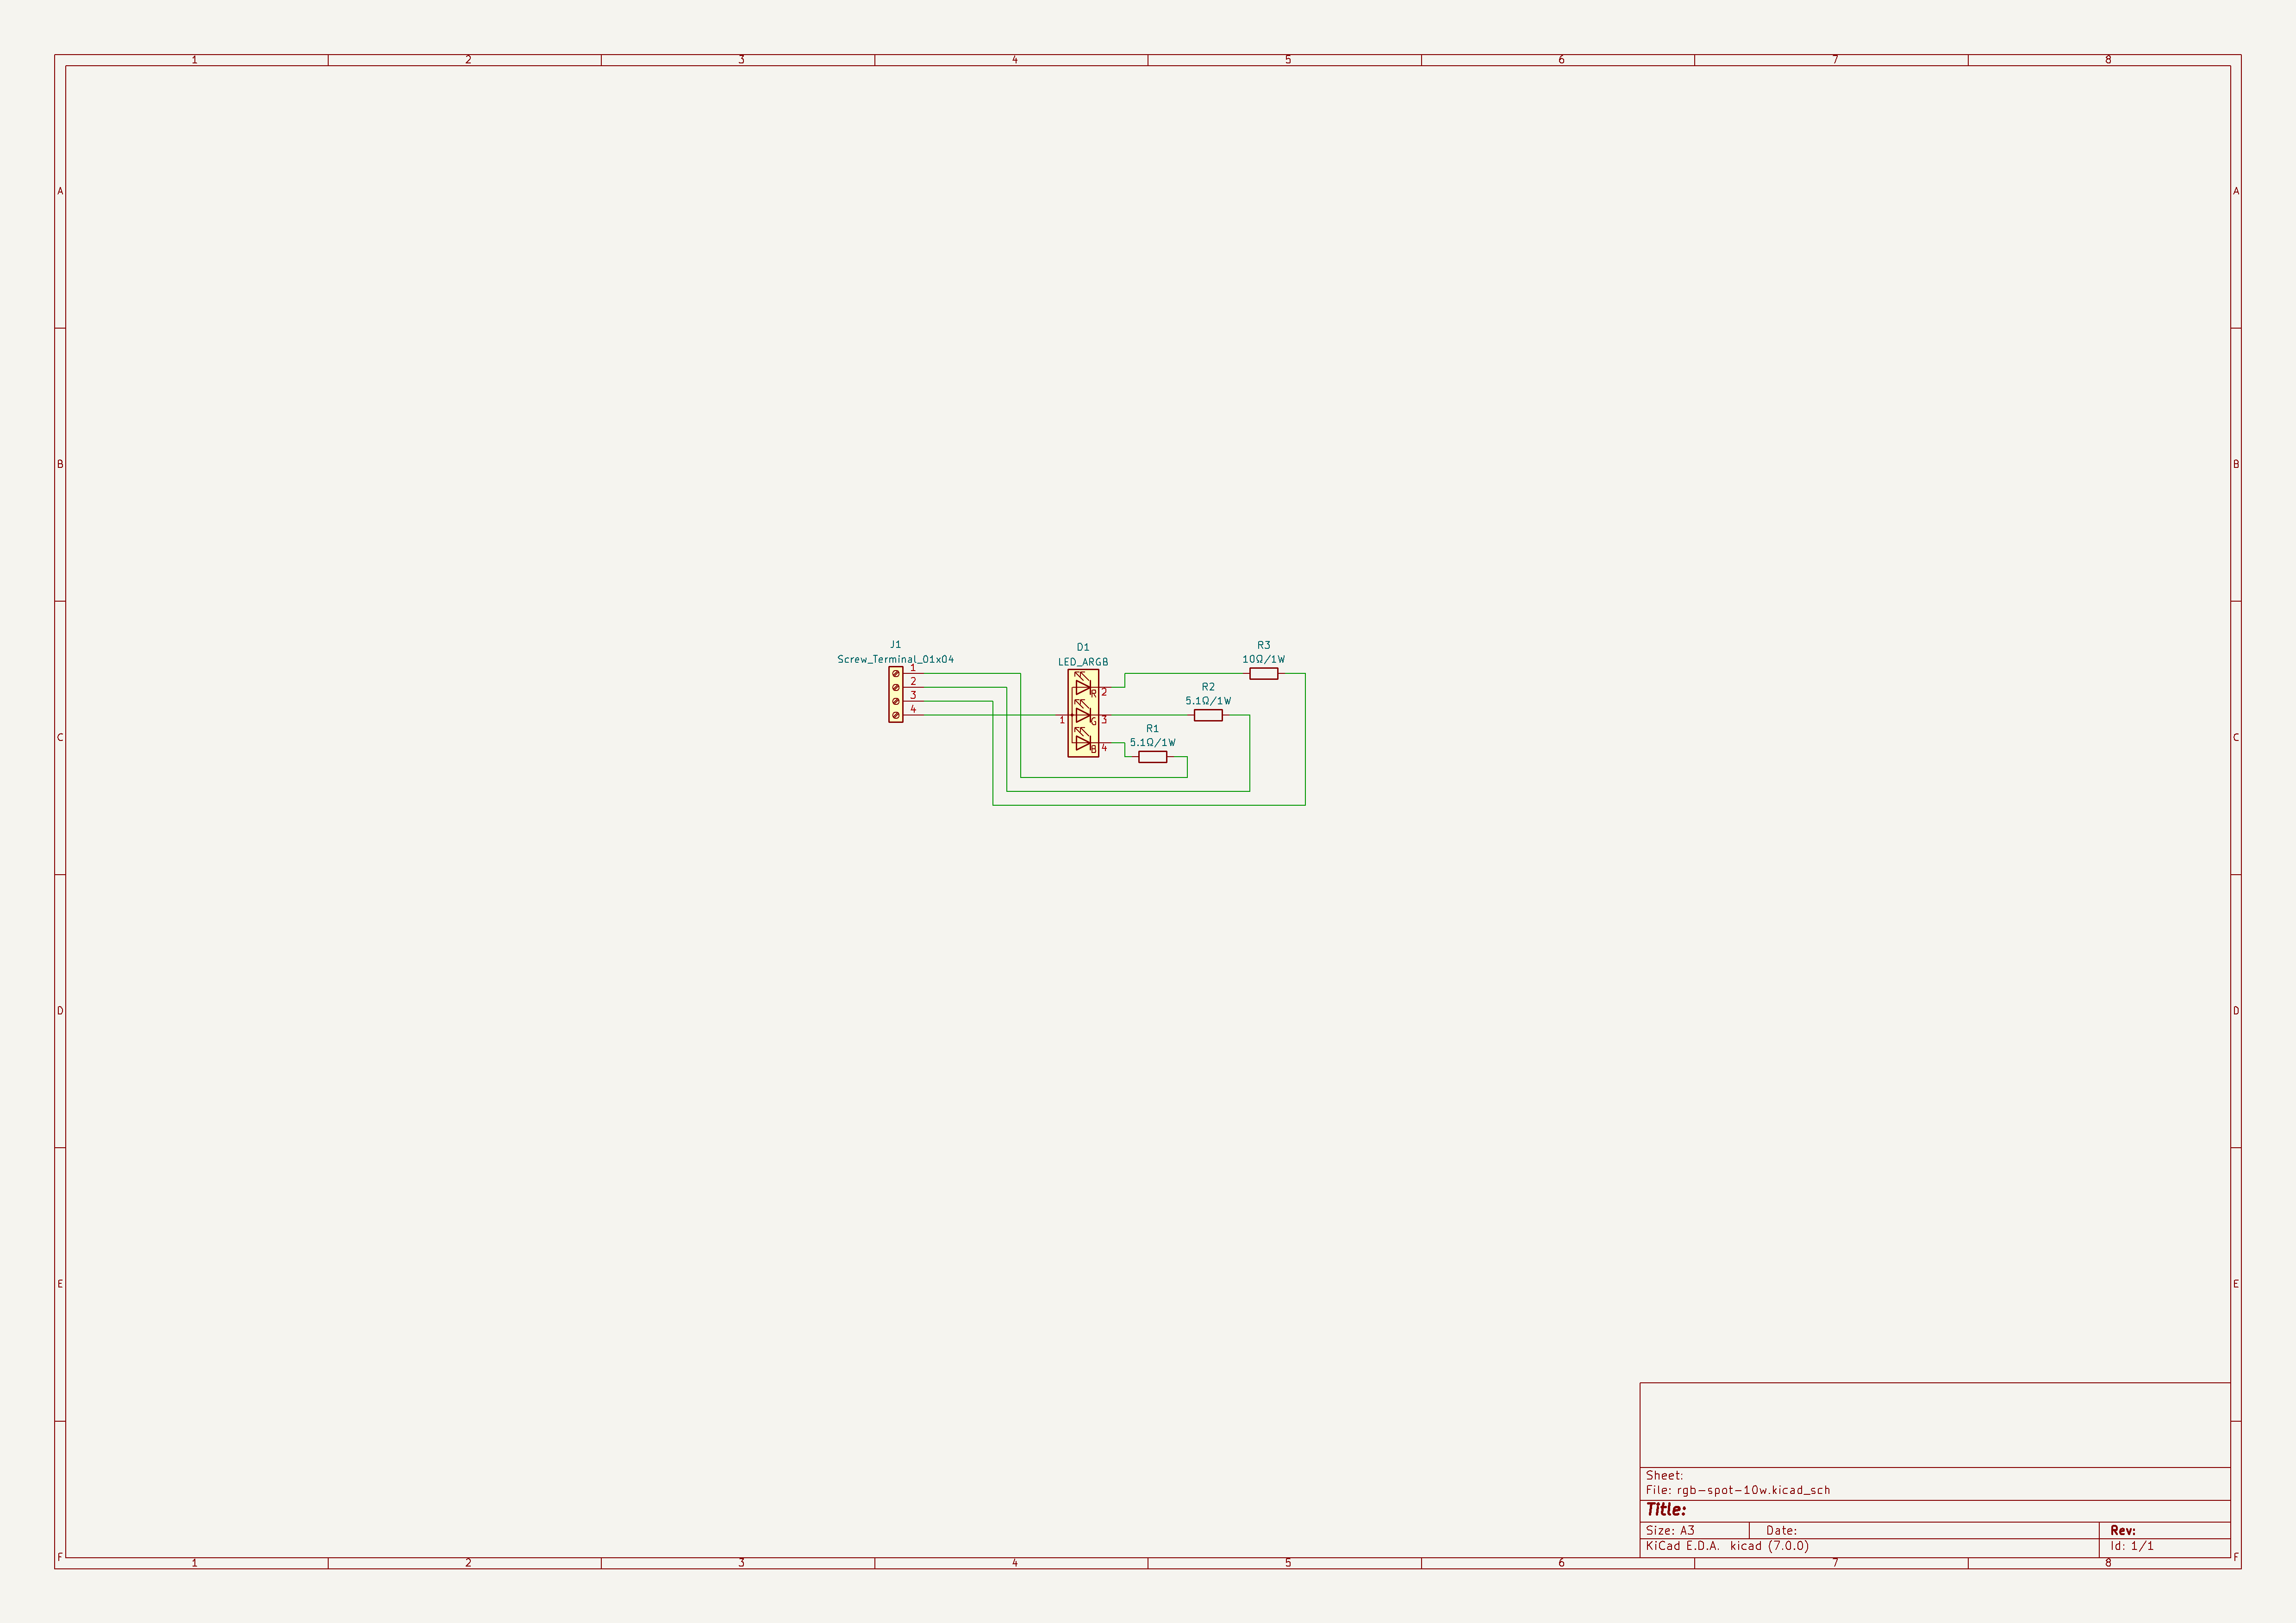 1 2 3 4 5 6 7 8
A A
B B
J1
Screw_Terminal_01x04
1
2
3
4
D1
LED_ARGB
R 2
1 G 3
B 4
R3
10Ω/1W
R2
5.1Ω/1W
R1
5.1Ω/1W
C C
D D
E E
Sheet:
File: rgb-spot-10w.kicad_sch
Title:
Size: A3 Date: Rev:
KiCad E.D.A. kicad (7.0.0) Id: 1/1
F F
1 2 3 4 5 6 7 8